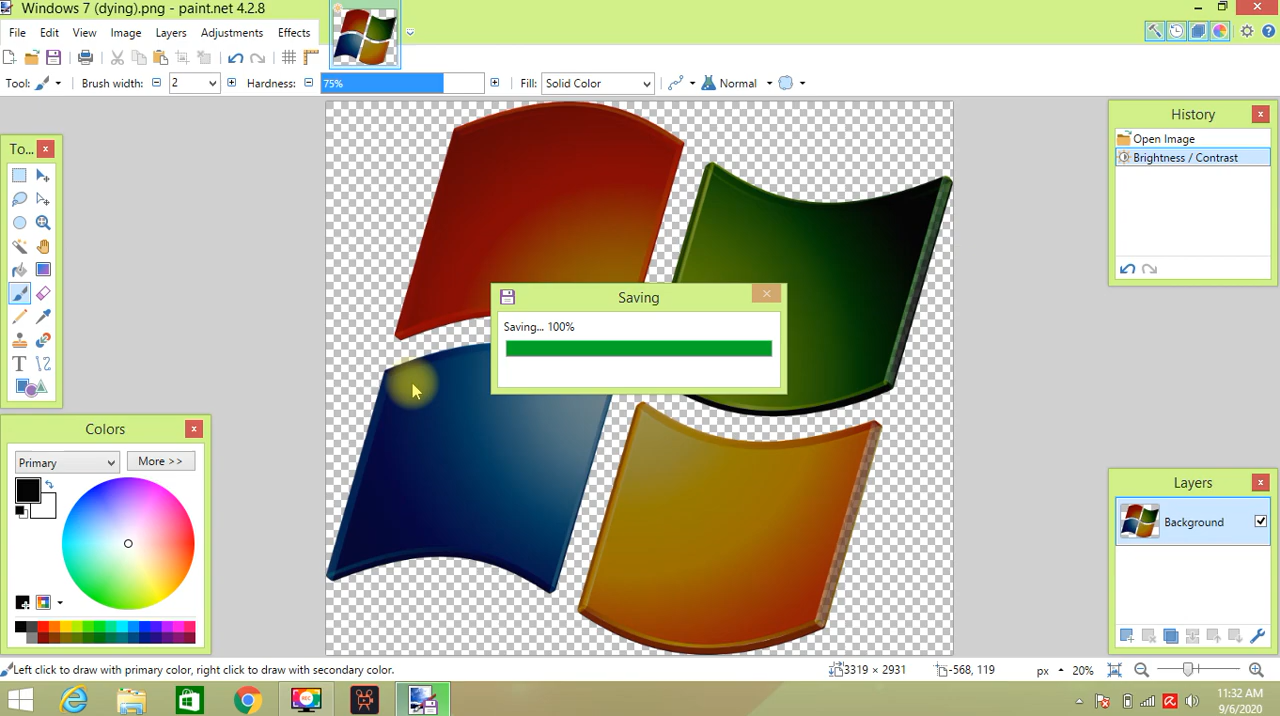 Windows 7 (dying).png - paint.net 4.2.8
File Edit View Image Layers Adjustments Effects
Tool: Brush width: 2 Hardness: 75% Fill: Solid Color Normal
To...
History
Open Image
Brightness / Contrast
Saving
Saving... 100%
Colors
Primary
More >>
Layers
Background
Left click to draw with primary color, right click to draw with secondary color.
3319 × 2931
-568, 119
px
20%
11:32 AM
9/6/2020